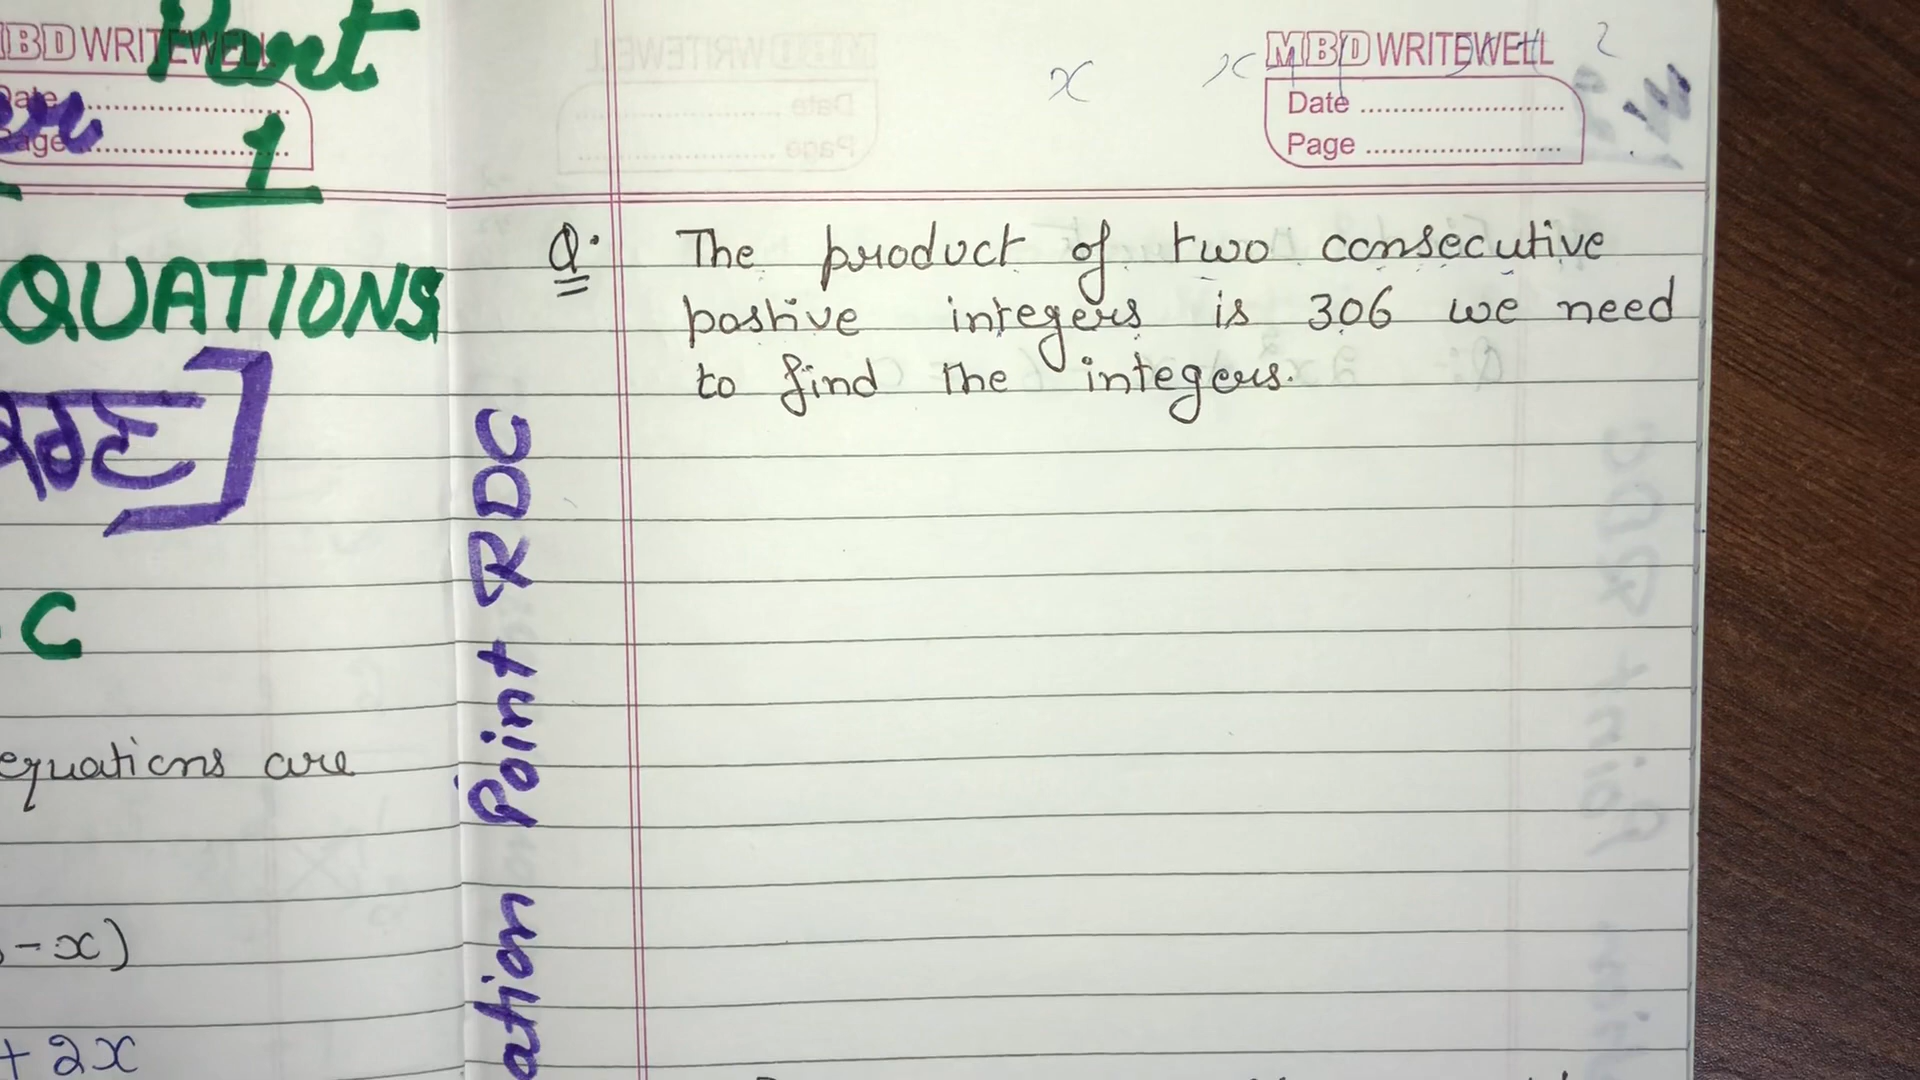 BD WRITEWELL
Part
Date
Page
1
QUATIONS
C
equations are
- x)
+ 2x
ation Point RDC
x
x
MBD WRITEWELL
Date
Page
Q. The product of two consecutive
postive integers is 306 we need
to find the integers.